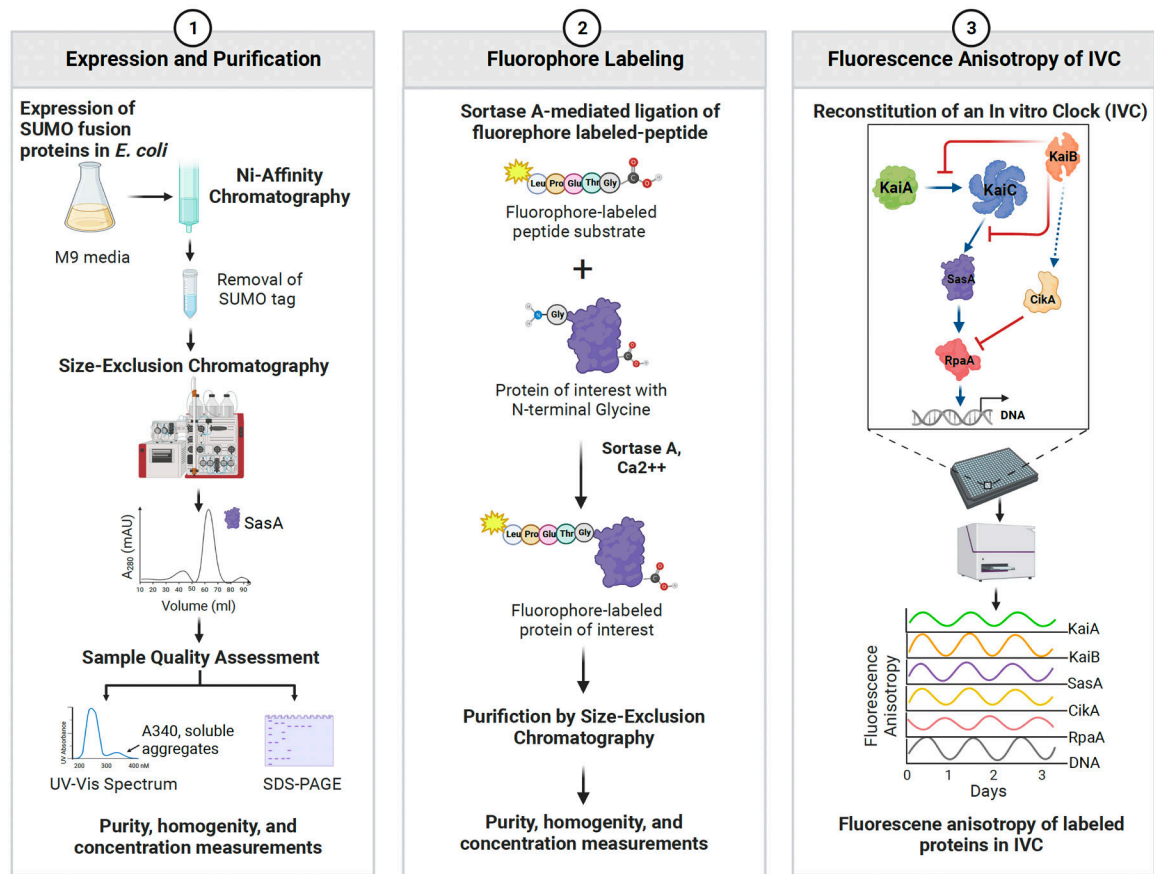 1
Expression and Purification
Expression of
SUMO fusion
proteins in E. coli
Ni-Affinity
Chromatography
M9 media
Removal of
SUMO tag
Size-Exclusion Chromatography
SasA
A280 (mAU)
10 20 30 40 50 60 70 80 90
Volume (ml)
Sample Quality Assessment
UV Absorbance
A340, soluble
aggregates
200 300 400 nM
UV-Vis Spectrum
SDS-PAGE
Purity, homogenity, and
concentration measurements
2
Fluorophore Labeling
Sortase A-mediated ligation of
fluorephore labeled-peptide
Leu Pro Glu Thr Gly C O O H
Fluorophore-labeled
peptide substrate
+
H H N Gly C O O H
Protein of interest with
N-terminal Glycine
Sortase A,
Ca2++
Leu Pro Glu Thr Gly C O O H
Fluorophore-labeled
protein of interest
Purifiction by Size-Exclusion
Chromatography
Purity, homogenity, and
concentration measurements
3
Fluorescence Anisotropy of IVC
Reconstitution of an In vitro Clock (IVC)
KaiB
KaiA
KaiC
SasA
CikA
RpaA
DNA
Fluorescence
Anisotropy
KaiA
KaiB
SasA
CikA
RpaA
DNA
0 1 2 3
Days
Fluorescene anisotropy of labeled
proteins in IVC